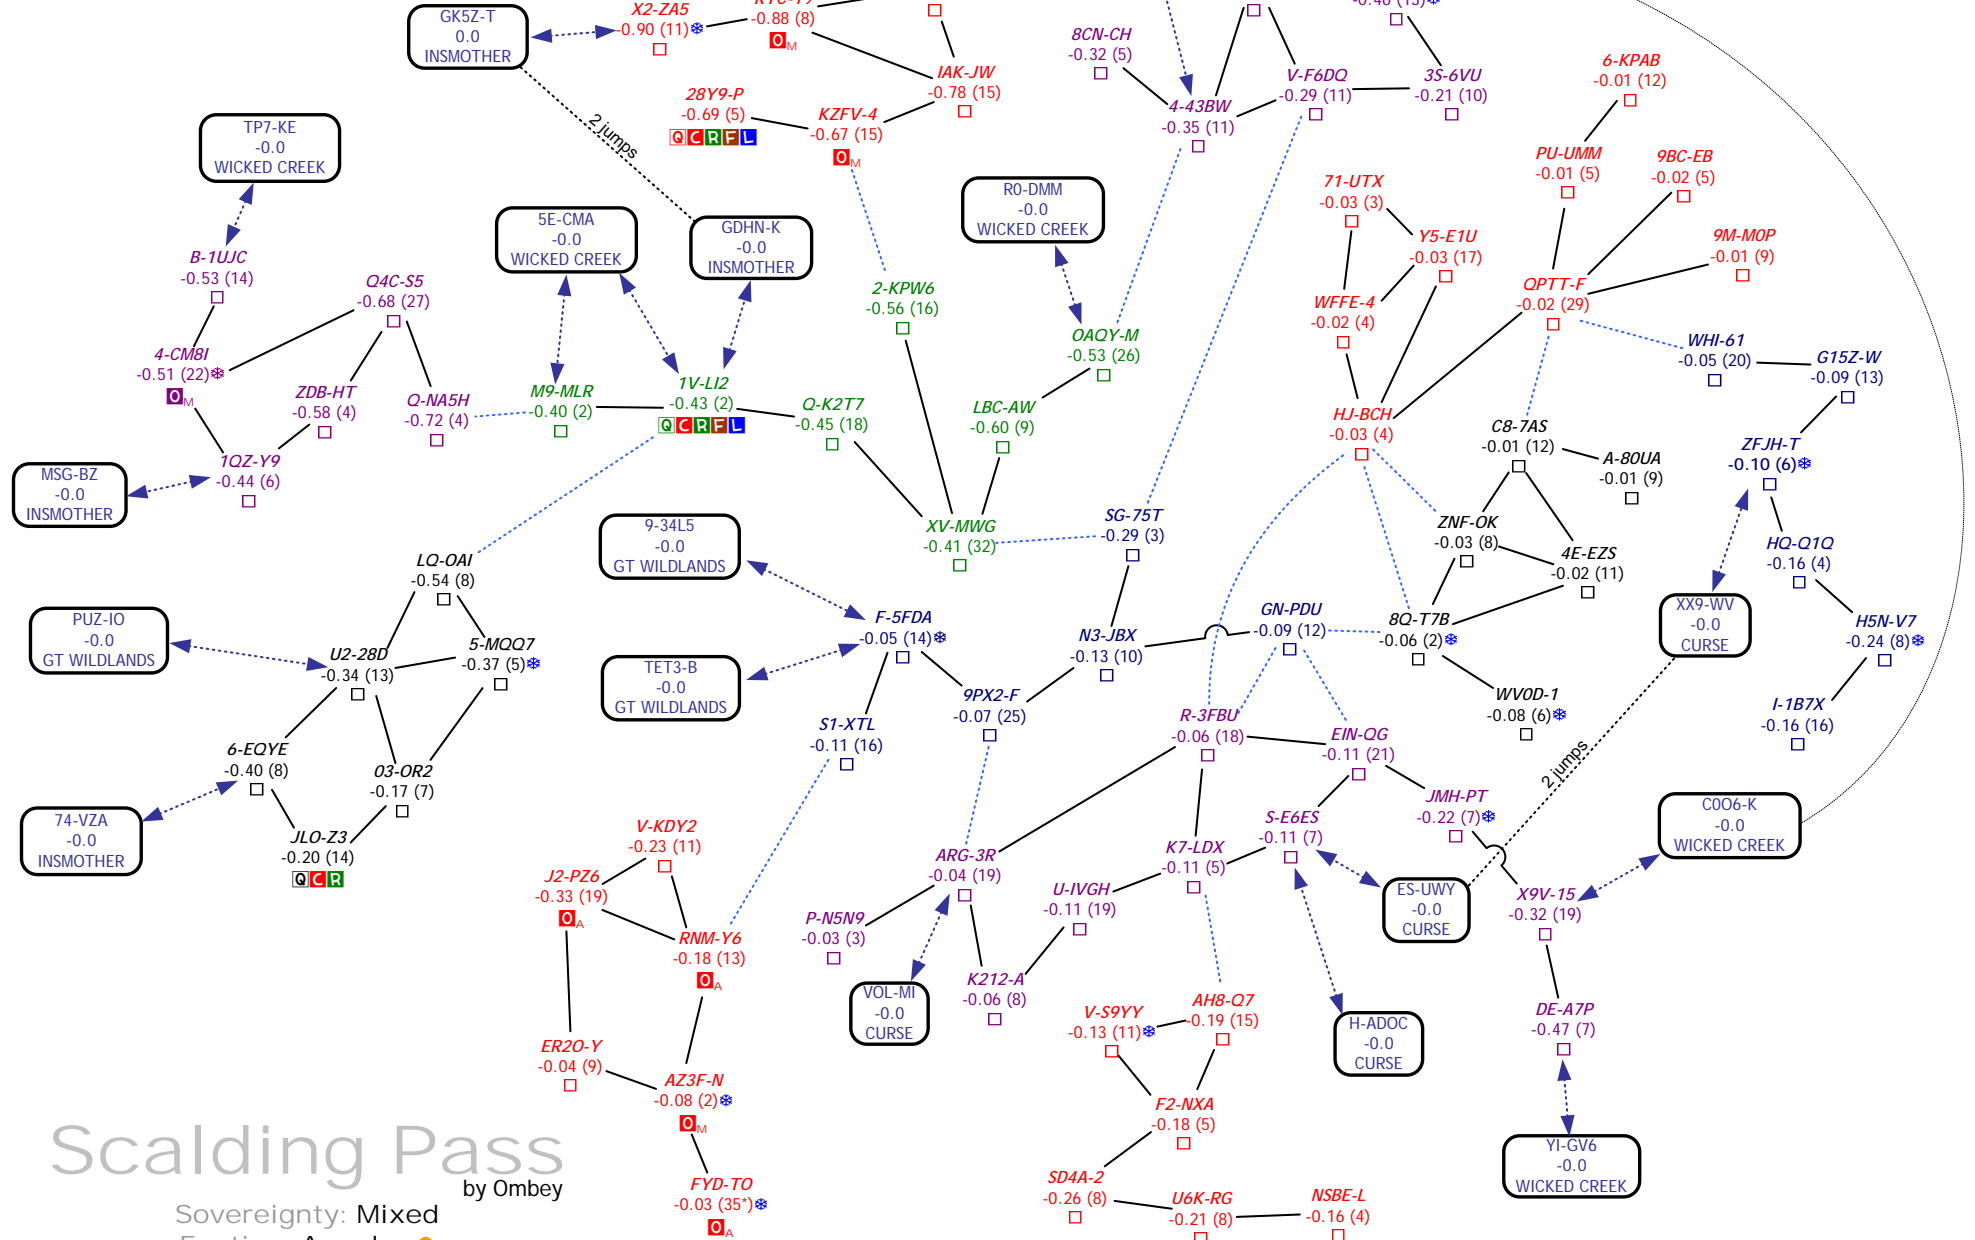 GK5Z-T
0.0
INSMOTHER
X2-ZA5
-0.90 (11)
-0.88 (8)
0M
IAK-JW
-0.78 (15)
28Y9-P
-0.69 (5)
Q C R F L
KZFV-4
-0.67 (15)
0M
2 jumps
8CN-CH
-0.32 (5)
4-43BW
-0.35 (11)
V-F6DQ
-0.29 (11)
3S-6VU
-0.21 (10)
6-KPAB
-0.01 (12)
PU-UMM
-0.01 (5)
9BC-EB
-0.02 (5)
9M-M0P
-0.01 (9)
QPTT-F
-0.02 (29)
71-UTX
-0.03 (3)
Y5-E1U
-0.03 (17)
WFFE-4
-0.02 (4)
HJ-BCH
-0.03 (4)
TP7-KE
-0.0
WICKED CREEK
B-1UJC
-0.53 (14)
Q4C-S5
-0.68 (27)
4-CM8I
-0.51 (22)
0M
ZDB-HT
-0.58 (4)
Q-NA5H
-0.72 (4)
1QZ-Y9
-0.44 (6)
MSG-BZ
-0.0
INSMOTHER
5E-CMA
-0.0
WICKED CREEK
GDHN-K
-0.0
INSMOTHER
M9-MLR
-0.40 (2)
1V-LI2
-0.43 (2)
Q C R F L
Q-K2T7
-0.45 (18)
2-KPW6
-0.56 (16)
R0-DMM
-0.0
WICKED CREEK
OAQY-M
-0.53 (26)
LBC-AW
-0.60 (9)
XV-MWG
-0.41 (32)
SG-75T
-0.29 (3)
WHI-61
-0.05 (20)
G15Z-W
-0.09 (13)
ZFJH-T
-0.10 (6)
HQ-Q1Q
-0.16 (4)
H5N-V7
-0.24 (8)
I-1B7X
-0.16 (16)
XX9-WV
-0.0
CURSE
C8-7AS
-0.01 (12)
A-80UA
-0.01 (9)
ZNF-OK
-0.03 (8)
4E-EZS
-0.02 (11)
8Q-T7B
-0.06 (2)
WV0D-1
-0.08 (6)
LQ-OAI
-0.54 (8)
PUZ-IO
-0.0
GT WILDLANDS
U2-28D
-0.34 (13)
5-MQQ7
-0.37 (5)
6-EQYE
-0.40 (8)
03-OR2
-0.17 (7)
74-VZA
-0.0
INSMOTHER
JLO-Z3
-0.20 (14)
Q C R
9-34L5
-0.0
GT WILDLANDS
TET3-B
-0.0
GT WILDLANDS
F-5FDA
-0.05 (14)
S1-XTL
-0.11 (16)
9PX2-F
-0.07 (25)
N3-JBX
-0.13 (10)
GN-PDU
-0.09 (12)
R-3FBU
-0.06 (18)
EIN-QG
-0.11 (21)
JMH-PT
-0.22 (7)
S-E6ES
-0.11 (7)
K7-LDX
-0.11 (5)
ARG-3R
-0.04 (19)
U-IVGH
-0.11 (19)
P-N5N9
-0.03 (3)
K212-A
-0.06 (8)
VOL-MI
-0.0
CURSE
2 jumps
C0O6-K
-0.0
WICKED CREEK
ES-UWY
-0.0
CURSE
X9V-15
-0.32 (19)
DE-A7P
-0.47 (7)
YI-GV6
-0.0
WICKED CREEK
H-ADOC
-0.0
CURSE
V-KDY2
-0.23 (11)
J2-PZ6
-0.33 (19)
0A
RNM-Y6
-0.18 (13)
0A
ER2O-Y
-0.04 (9)
AZ3F-N
-0.08 (2)
0M
FYD-TO
-0.03 (35*)
0A
V-S9YY
-0.13 (11)
AH8-Q7
-0.19 (15)
F2-NXA
-0.18 (5)
SD4A-2
-0.26 (8)
U6K-RG
-0.21 (8)
NSBE-L
-0.16 (4)
Scalding Pass
by Ombey
Sovereignty: Mixed